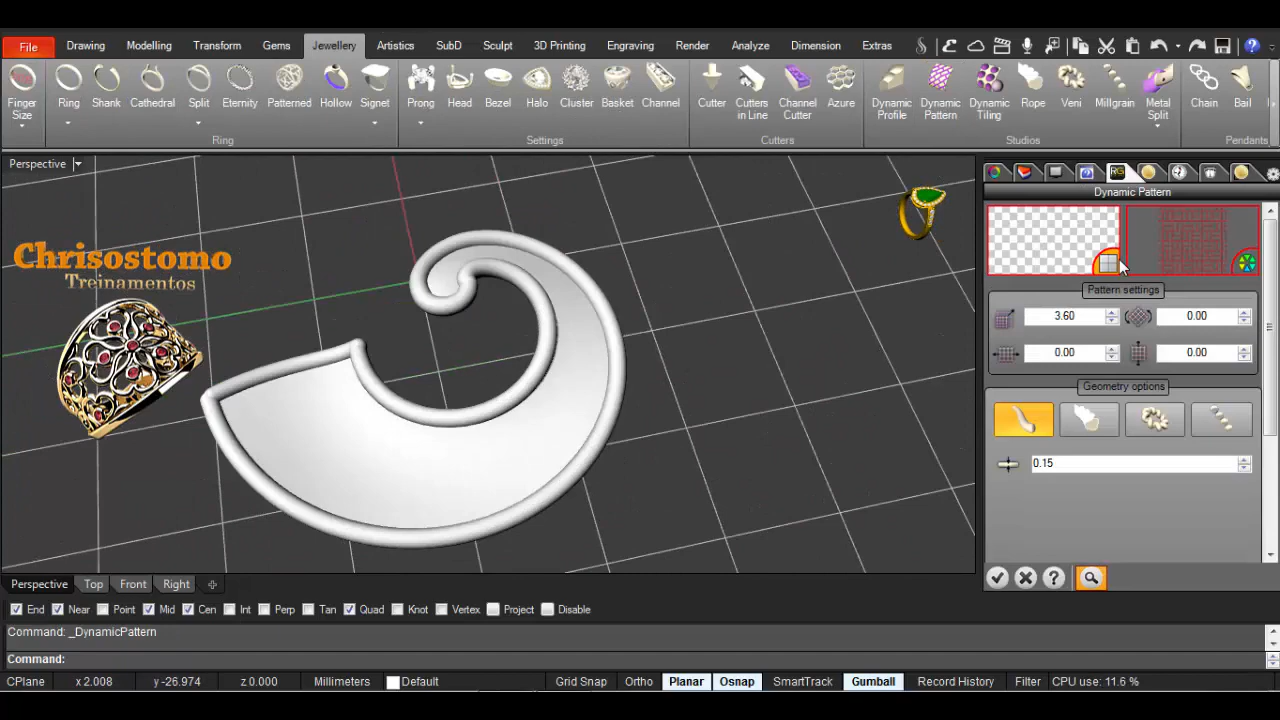 File Drawing Modelling Transform Gems Jewellery Artistics SubD Sculpt 3D Printing Engraving Render Analyze Dimension Extras
Finger Size Ring Shank Cathedral Split Eternity Patterned Hollow Signet Prong Head Bezel Halo Cluster Basket Channel Cutter Cutters in Line Channel Cutter Azure Dynamic Profile Dynamic Pattern Dynamic Tiling Rope Veni Millgrain Metal Split Chain Bail
Ring Settings Cutters Studios Pendants
Perspective
RG
Dynamic Pattern
Chrisostomo
Treinamentos
Pattern settings
3.60 0.00
0.00 0.00
Geometry options
0.15
Perspective Top Front Right
End Near Point Mid Cen Int Perp Tan Quad Knot Vertex Project Disable
Command: _DynamicPattern
Command:
CPlane x 2.008 y -26.974 z 0.000 Millimeters Default Grid Snap Ortho Planar Osnap SmartTrack Gumball Record History Filter CPU use: 11.6 %